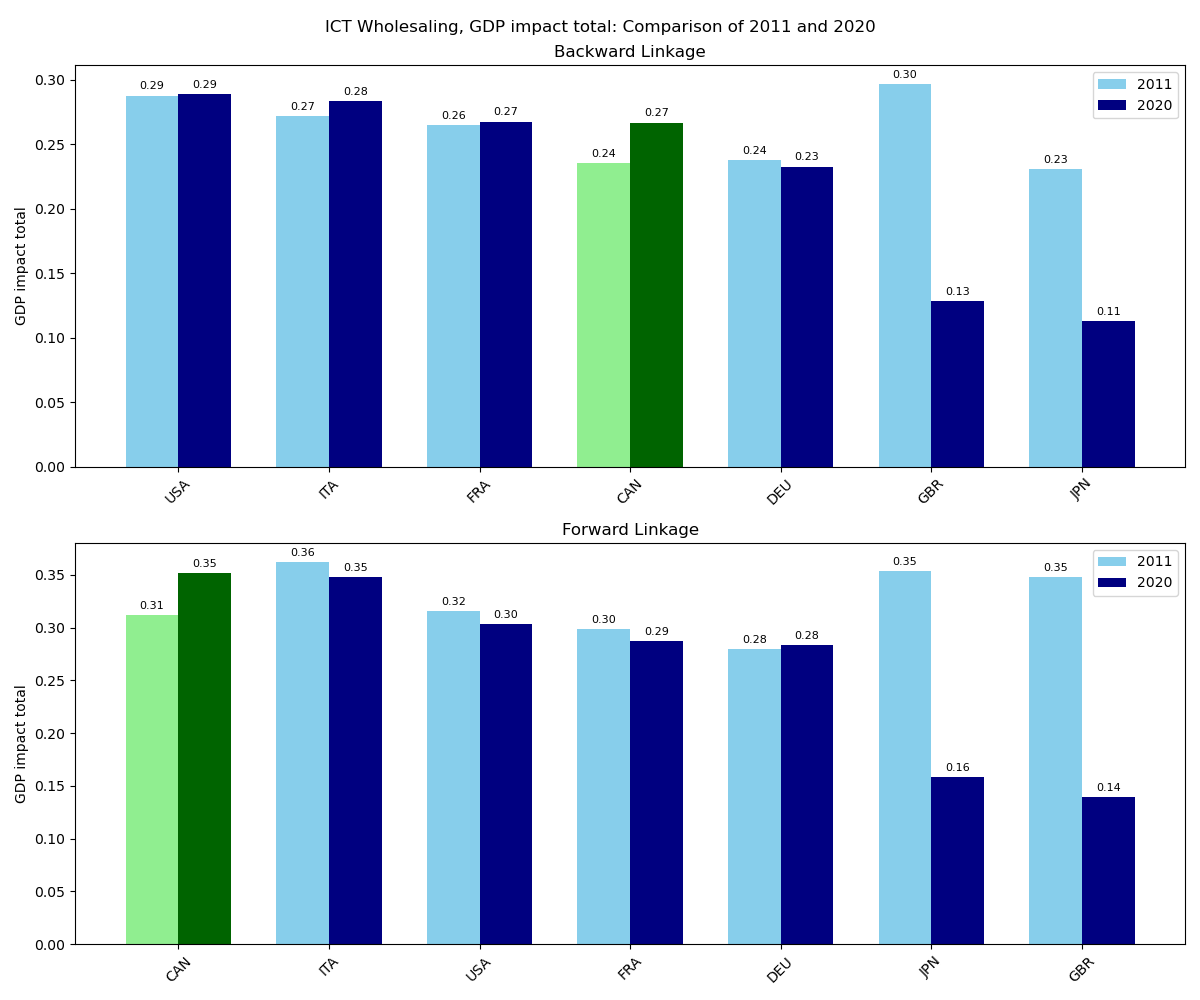 ICT Wholesaling, GDP impact total: Comparison of 2011 and 2020
Backward Linkage
GDP impact total
0.30
0.25
0.20
0.15
0.10
0.05
0.00
0.29 0.29 0.27 0.28 0.26 0.27 0.24 0.27 0.24 0.23 0.30 0.13 0.23 0.11
2011
2020
USA ITA FRA CAN DEU GBR JPN
Forward Linkage
GDP impact total
0.35
0.30
0.25
0.20
0.15
0.10
0.05
0.00
0.31 0.35 0.36 0.35 0.32 0.30 0.30 0.29 0.28 0.28 0.35 0.16 0.35 0.14
2011
2020
CAN ITA USA FRA DEU JPN GBR